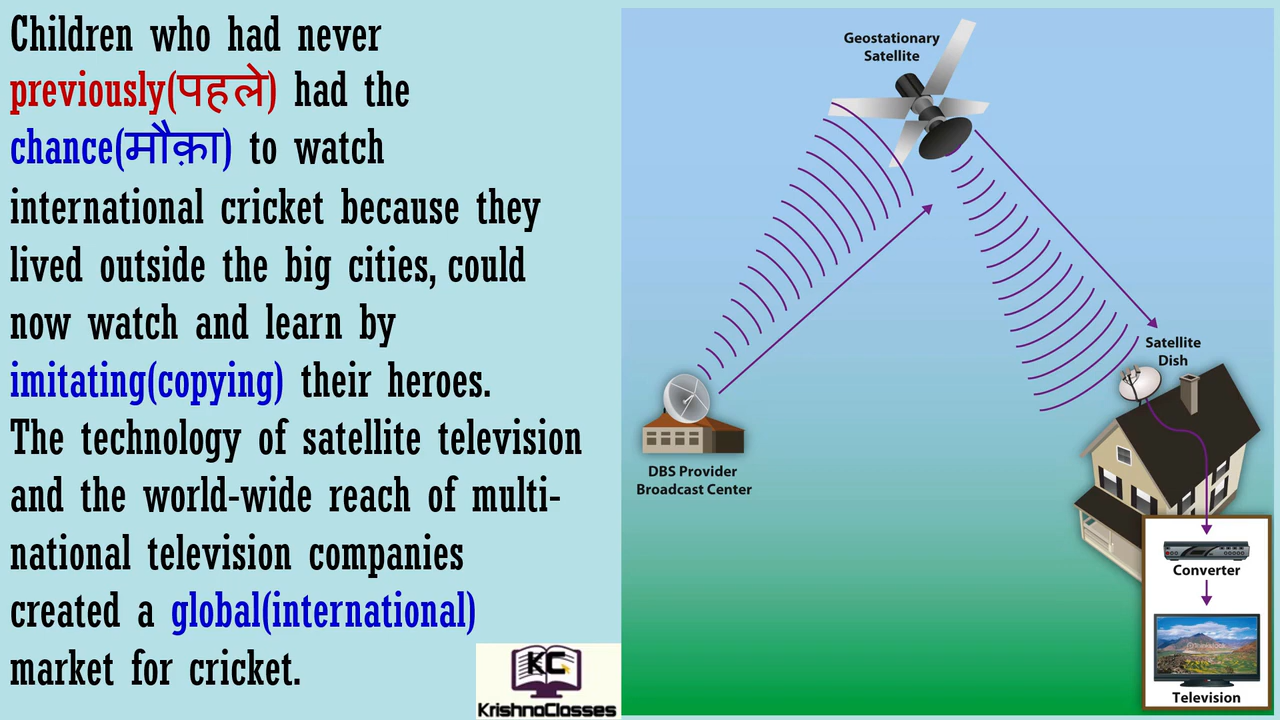 Children who had never
previously(पहले) had the
chance(मौक़ा) to watch
international cricket because they
lived outside the big cities, could
now watch and learn by
imitating(copying) their heroes.
The technology of satellite television
and the world-wide reach of multi-
national television companies
created a global(international)
market for cricket.
KC
KrishnaClasses
Geostationary
Satellite
DBS Provider
Broadcast Center
Satellite
Dish
Converter
Television